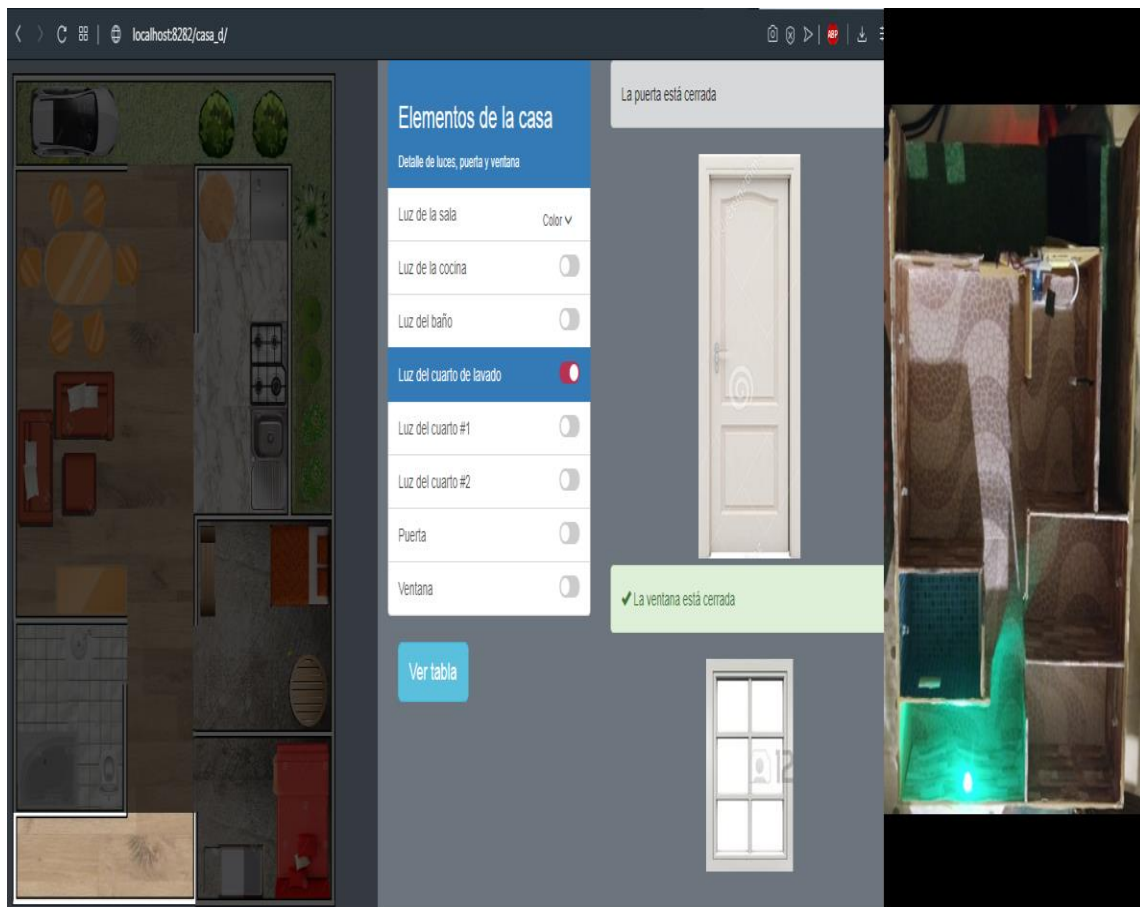 localhost:8282/casa_d/
ABP
Elementos de la casa
Detalle de luces, puerta y ventana
Luz de la sala
Color
Luz de la cocina
Luz del baño
Luz del cuarto de lavado
Luz del cuarto #1
Luz del cuarto #2
Puerta
Ventana
Ver tabla
La puerta está cerrada
La ventana está cerrada
12